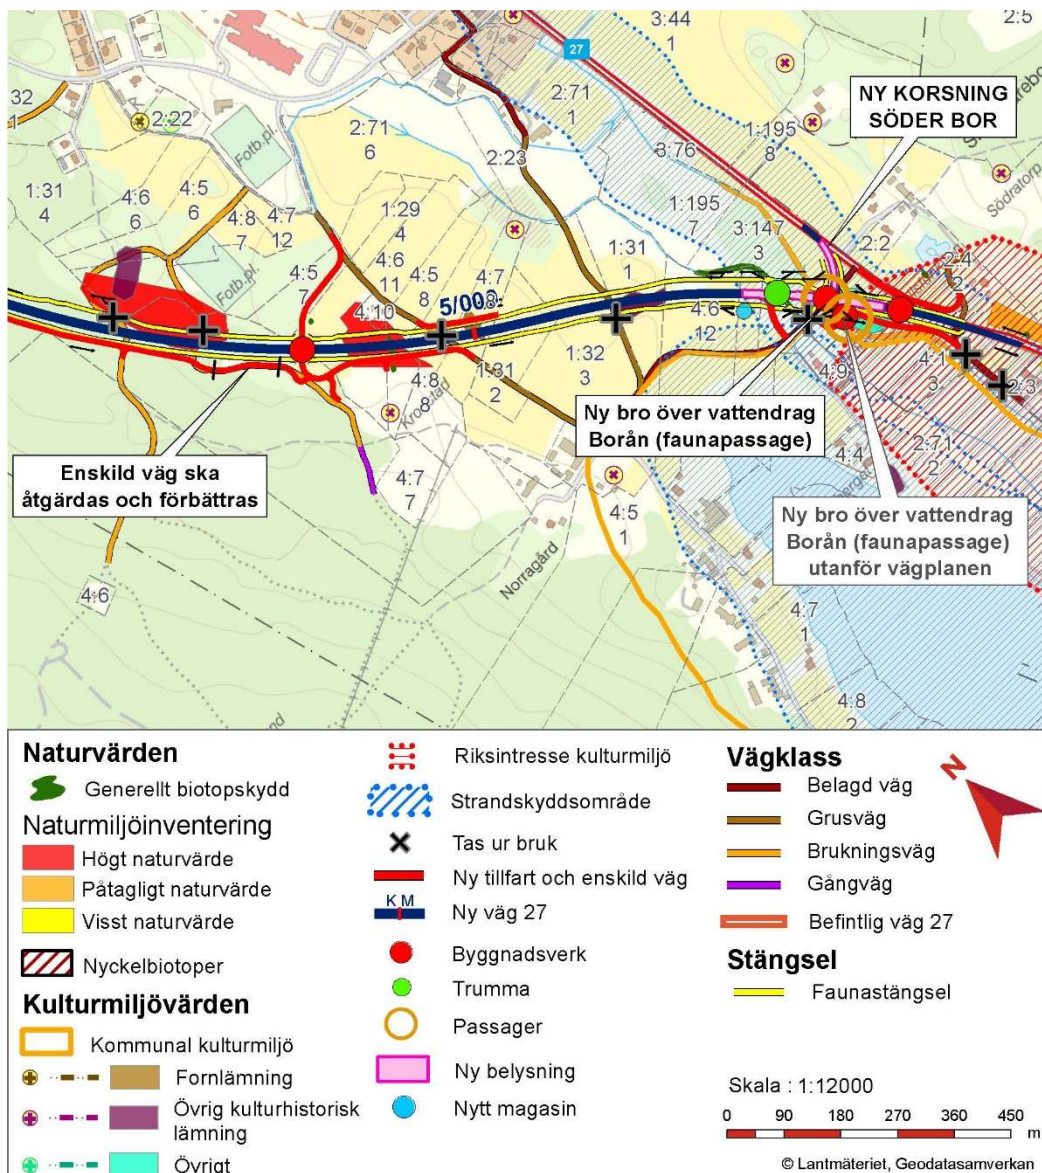 3:44
1
2:5
27
32
1
2:22
Fotb.pl.
2:71
6
2:71
1
NY KORSNING
SÖDER BOR
1:195
8
3:76
2:23
Södratorp
1:31
4
4:6
6
4:5
6
4:8
7
4:7
12
1:29
4
4:6
11
1:195
7
3:147
3
2:2
Fotb.pl.
4:5
7
4:5
8
4:7
8
1:31
1
2:4
2
4:10
5/000
4:6
12
1:32
3
4:9
4:1
3
2:3
4:8
8
1:31
2
Enskild väg ska
åtgärdas och förbättras
Ny bro över vattendrag
Borån (faunapassage)
4:4
2:71
2
4:7
7
4:5
1
Ny bro över vattendrag
Borån (faunapassage)
utanför vägplanen
Norragård
4:6
4:7
1
4:8
2
Naturvärden
Generellt biotopskydd
Naturmiljöinventering
Högt naturvärde
Påtagligt naturvärde
Visst naturvärde
Nyckelbiotoper
Kulturmiljövärden
Kommunal kulturmiljö
Fornlämning
Övrig kulturhistorisk
lämning
Övrigt
Riksintresse kulturmiljö
Strandskyddsområde
Tas ur bruk
Ny tillfart och enskild väg
KM
Ny väg 27
Byggnadsverk
Trumma
Passager
Ny belysning
Nytt magasin
Vägklass
Belagd väg
Grusväg
Brukningsväg
Gångväg
Befintlig väg 27
Stängsel
Faunastängsel
N
Skala : 1:12000
0 90 180 270 360 450
m
© Lantmäteriet, Geodatasamverkan